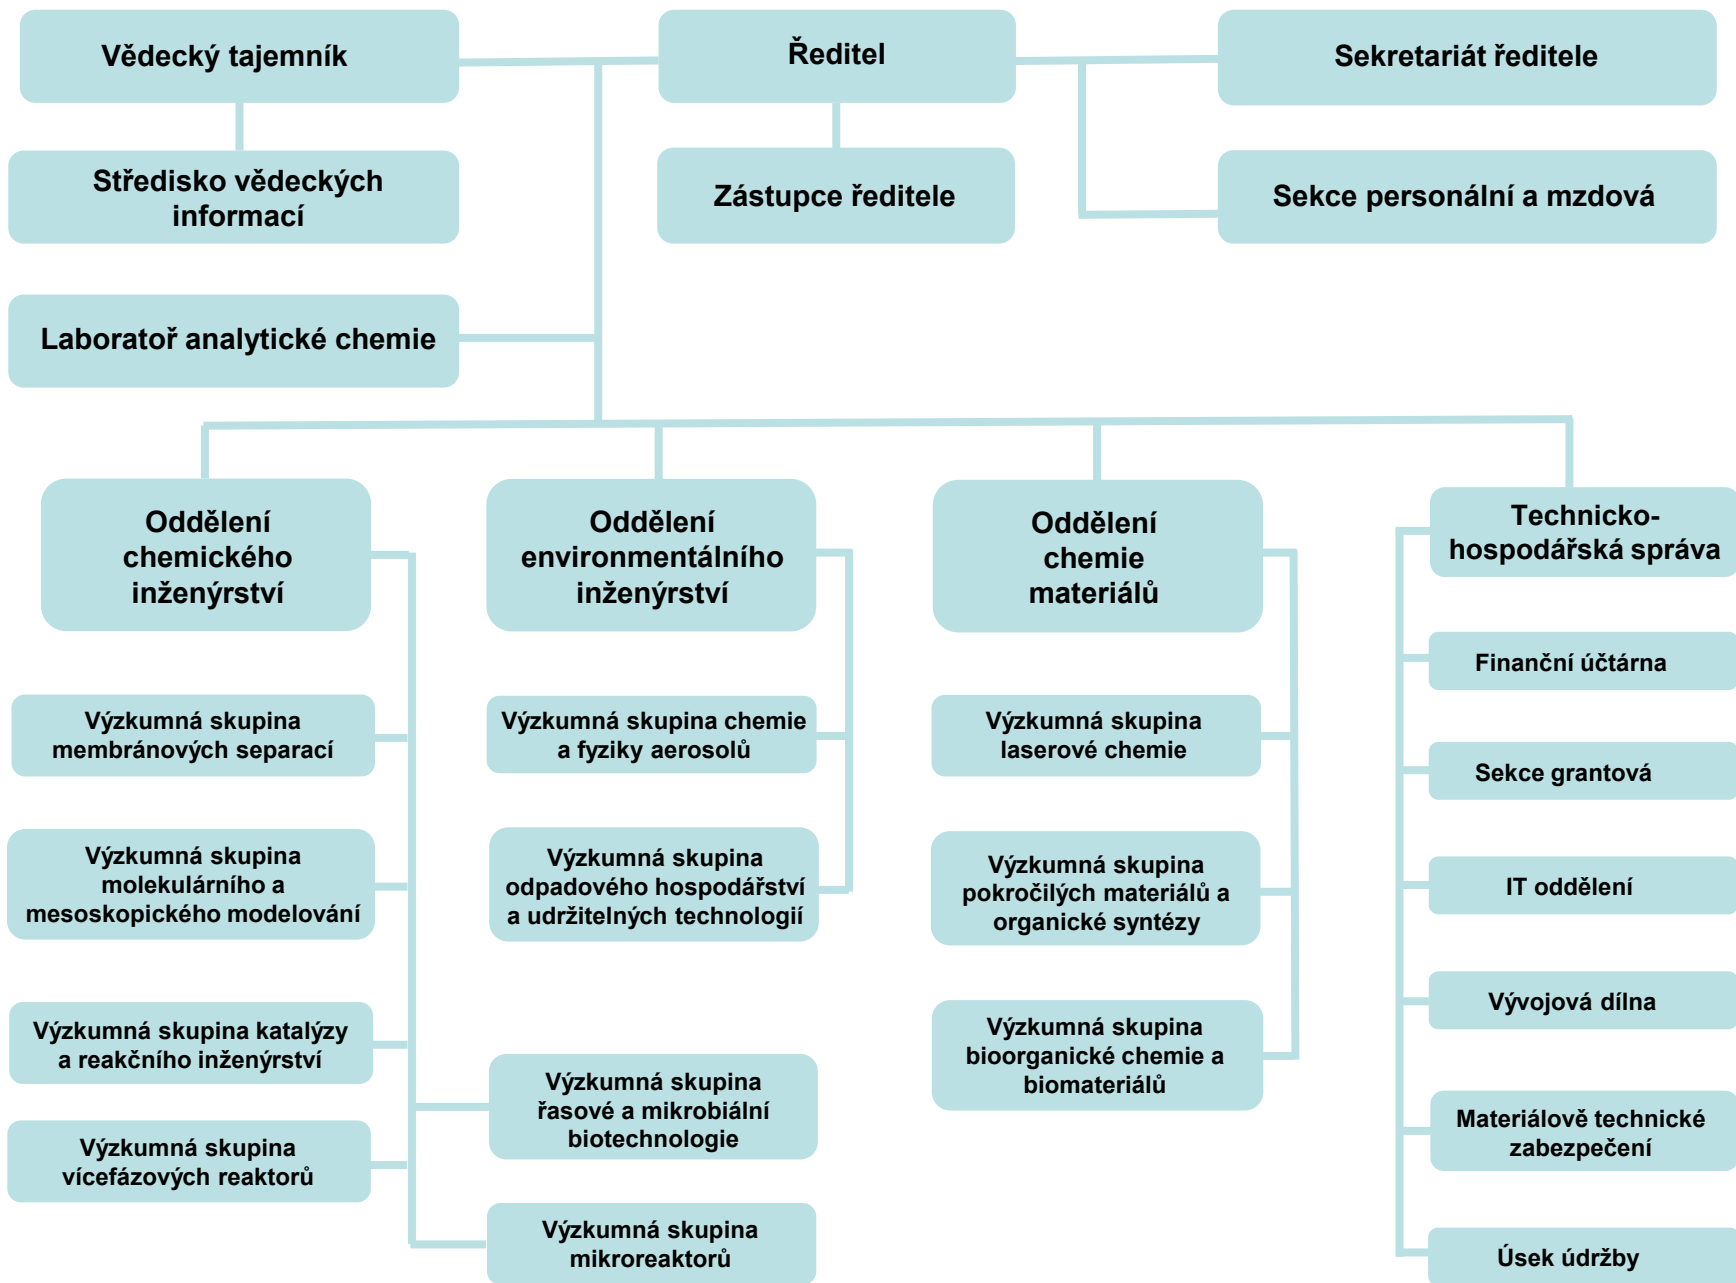 Vědecký tajemník
Ředitel
Sekretariát ředitele
Středisko vědeckých
informací
Zástupce ředitele
Sekce personální a mzdová
Laboratoř analytické chemie
Oddělení
chemického
inženýrství
Oddělení
environmentálního
inženýrství
Oddělení
chemie
materiálů
Technicko-
hospodářská správa
Výzkumná skupina
membránových separací
Výzkumná skupina
molekulárního a
mesoskopického modelování
Výzkumná skupina katalýzy
a reakčního inženýrství
Výzkumná skupina
vícefázových reaktorů
Výzkumná skupina chemie
a fyziky aerosolů
Výzkumná skupina
odpadového hospodářství
a udržitelných technologií
Výzkumná skupina
řasové a mikrobiální
biotechnologie
Výzkumná skupina
mikroreaktorů
Výzkumná skupina
laserové chemie
Výzkumná skupina
pokročilých materiálů a
organické syntézy
Výzkumná skupina
bioorganické chemie a
biomateriálů
Finanční účtárna
Sekce grantová
IT oddělení
Vývojová dílna
Materiálově technické
zabezpečení
Úsek údržby